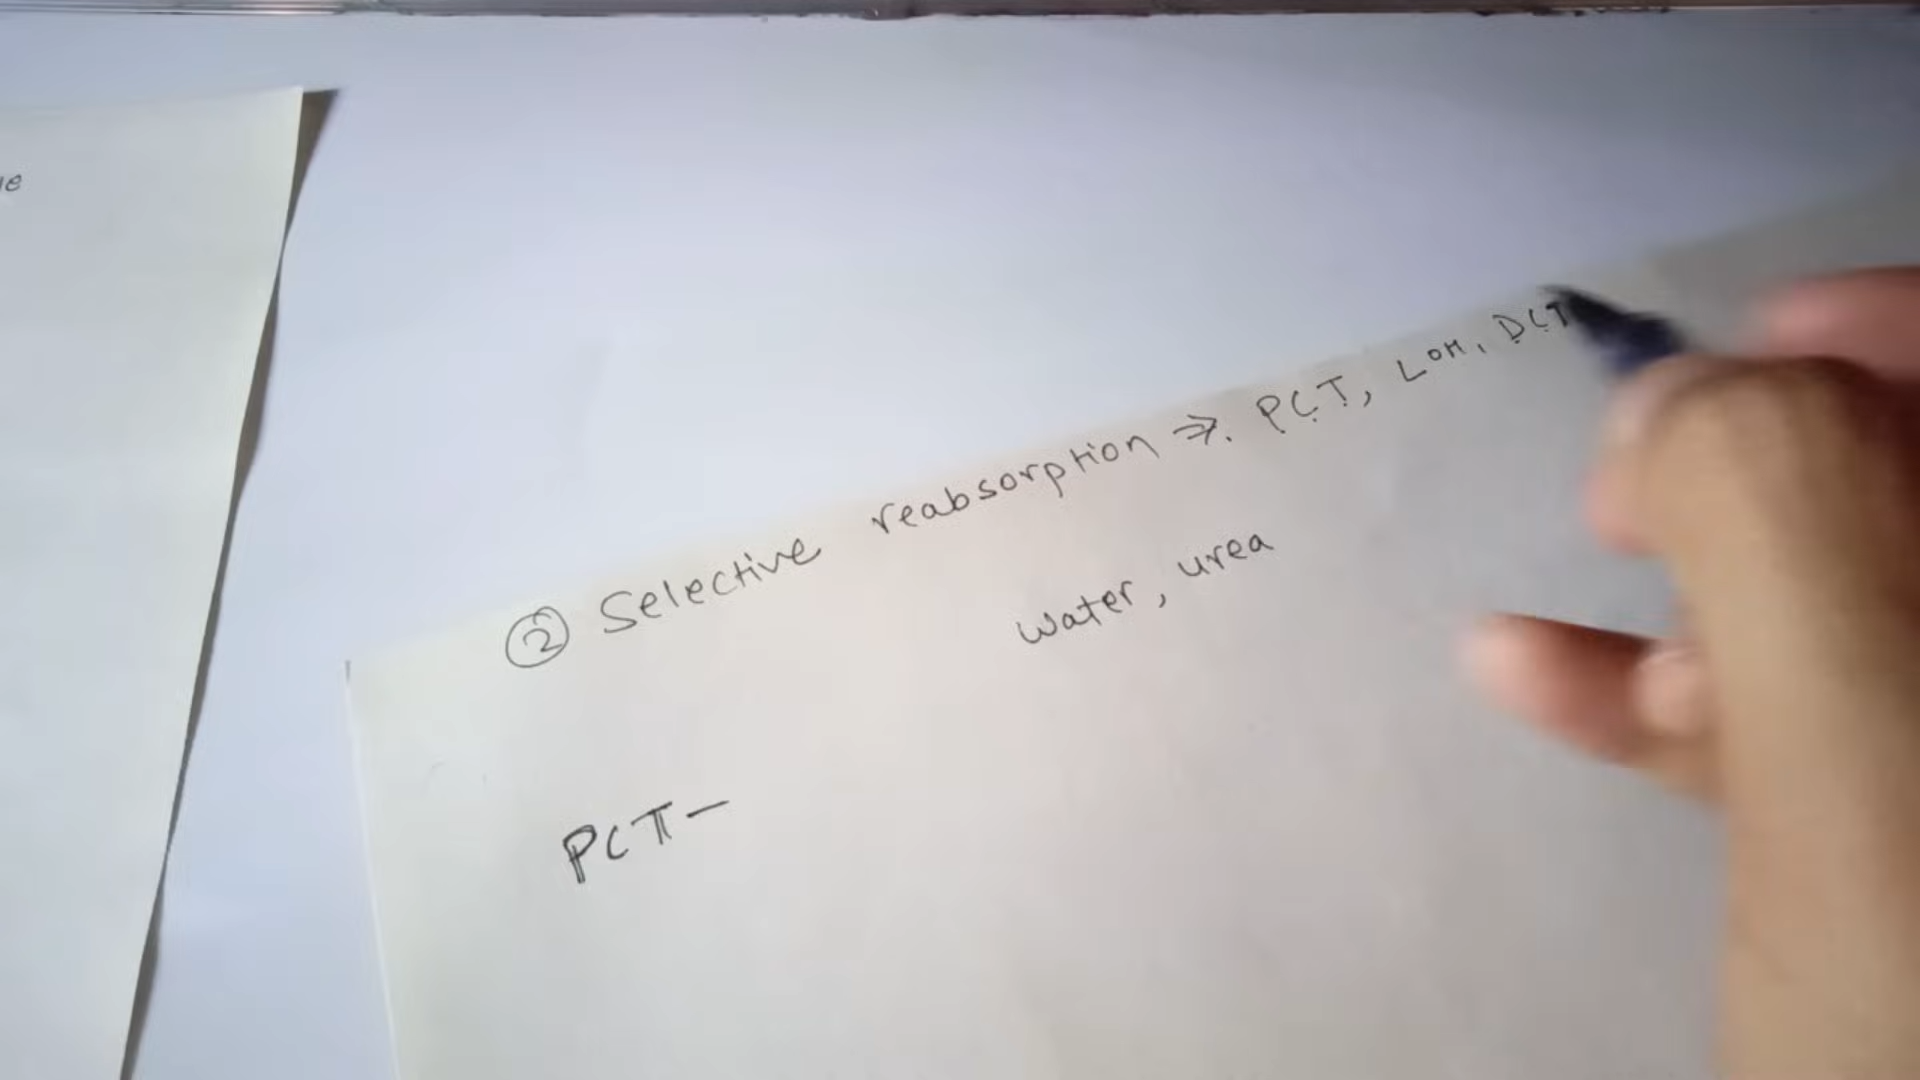 ② Selective reabsorption ⇒. PCT, LOH, DCT
Water, urea
PCT-